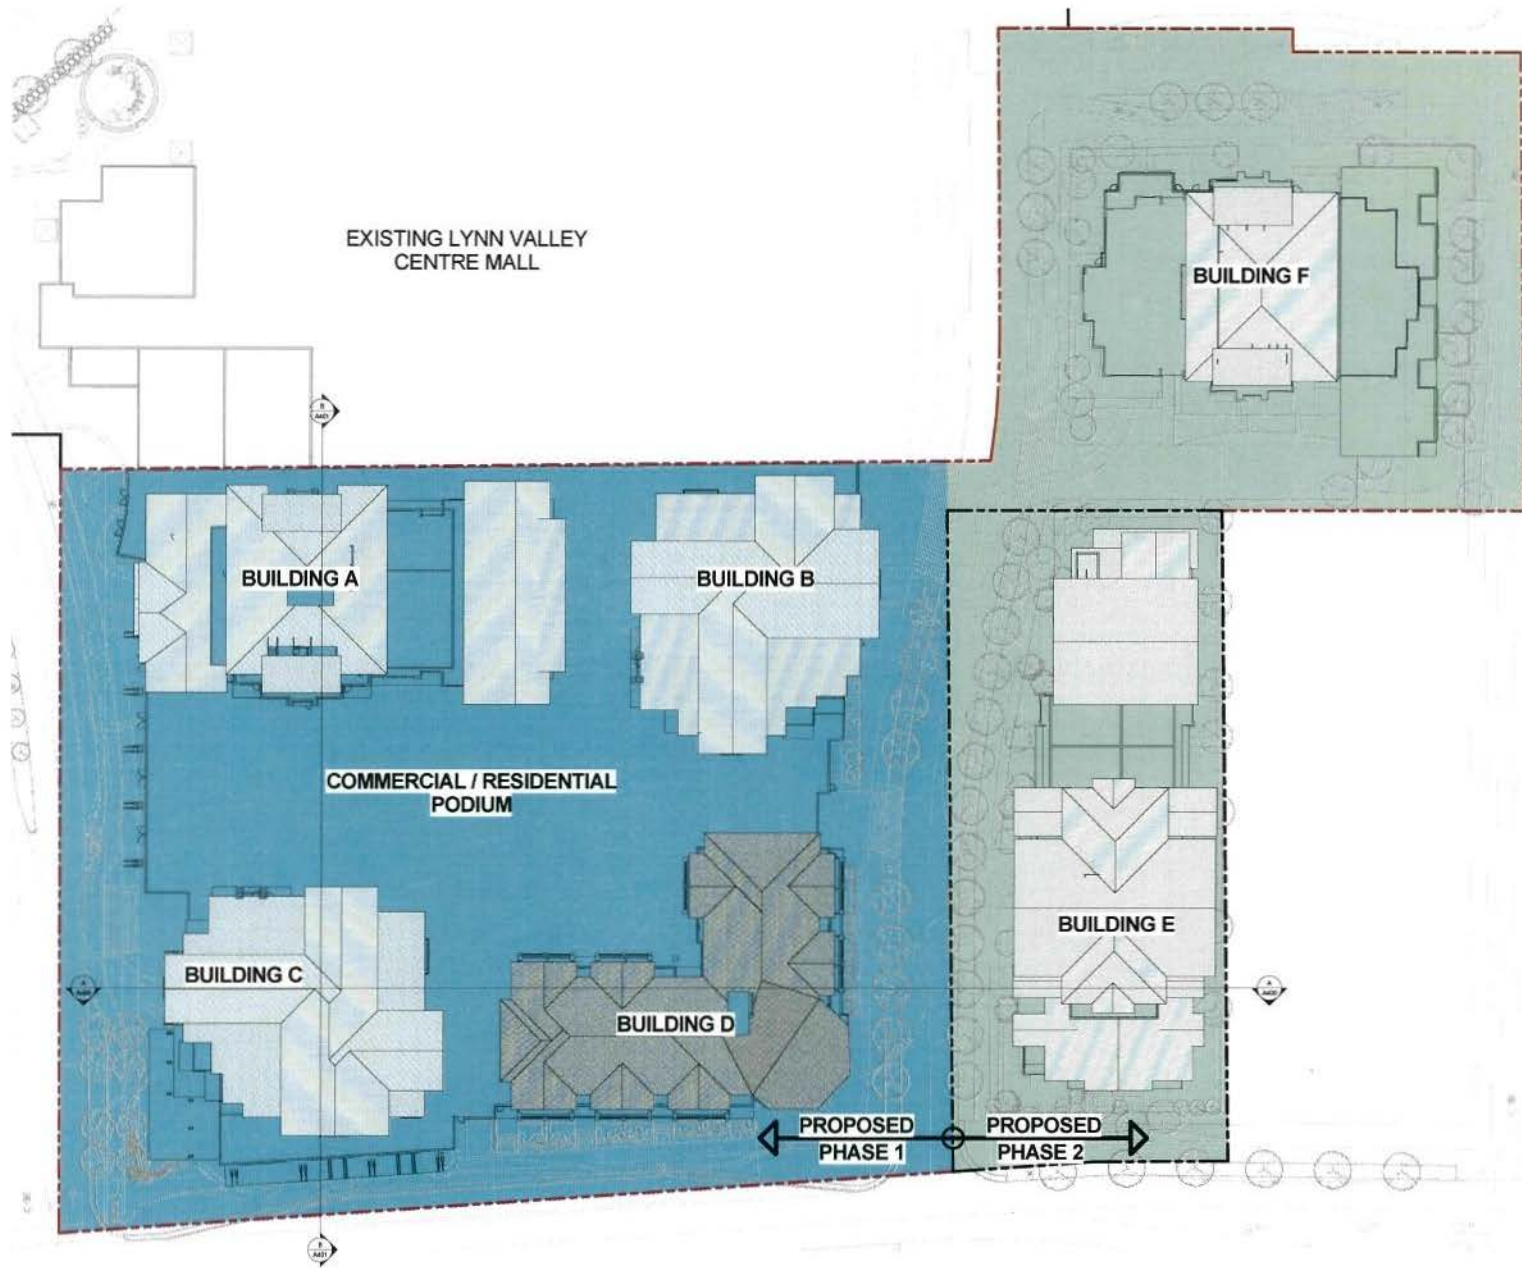 EXISTING LYNN VALLEY
CENTRE MALL
BUILDING F
BUILDING A
BUILDING B
COMMERCIAL / RESIDENTIAL
PODIUM
BUILDING C
BUILDING D
BUILDING E
PROPOSED
PHASE 1
PROPOSED
PHASE 2